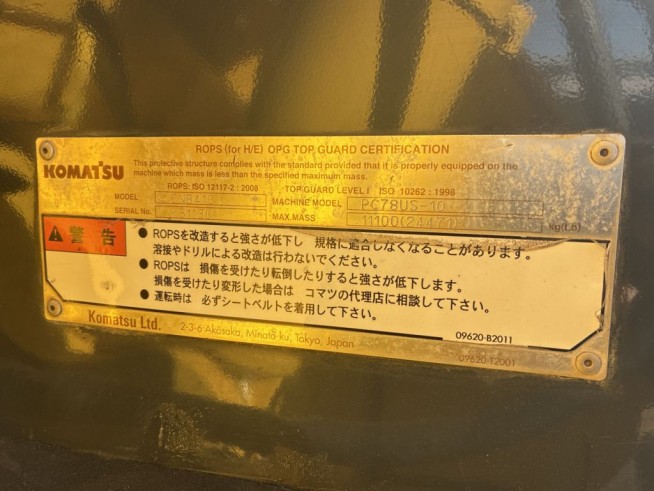 ROPS (for H/E) OPG TOP GUARD CERTIFICATION
KOMATSU
This protective structure complies with the standard provided that it is properly equipped on the
machine which mass is less than the specified maximum mass.
ROPS: ISO 12117-2 : 2008 TOP GUARD LEVEL I ISO 10262 : 1998
MODEL MACHINE MODEL PC78US-10
SERIAL No. MAX.MASS kg(Lb)
警告
● ROPSを改造すると強さが低下し 規格に適合しなくなることがあります。
溶接やドリルによる改造は行わないでください。
● ROPSは 損傷を受けたり転倒したりすると強さが低下します。
損傷を受けたり変形した場合は コマツの代理店に相談して下さい。
● 運転時は 必ずシートベルトを着用して下さい。
09620-B2011
Komatsu Ltd. 2-3-6 Akasaka, Minato-ku, Tokyo, Japan
09620-T2001